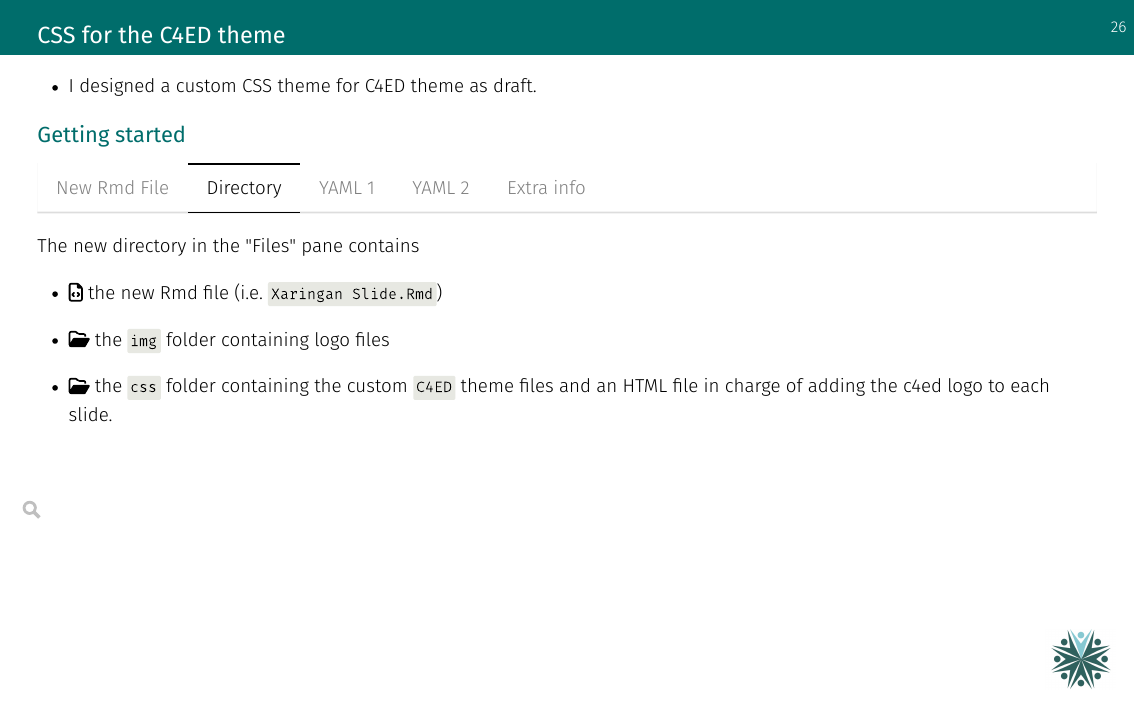 CSS for the C4ED theme
26
• I designed a custom CSS theme for C4ED theme as draft.
Getting started
New Rmd File Directory YAML 1 YAML 2 Extra info
The new directory in the "Files" pane contains
• the new Rmd file (i.e. Xaringan Slide.Rmd)
• the img folder containing logo files
• the css folder containing the custom C4ED theme files and an HTML file in charge of adding the c4ed logo to each
slide.